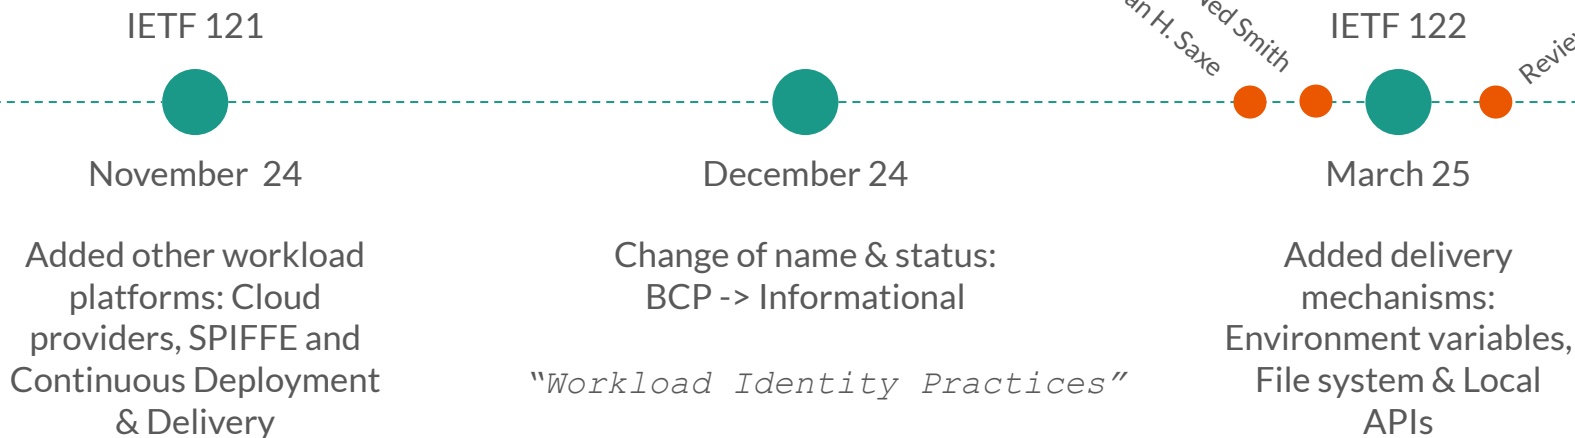 IETF 121
November 24
Added other workload
platforms: Cloud
providers, SPIFFE and
Continuous Deployment
& Delivery
December 24
Change of name & status:
BCP -> Informational
“Workload Identity Practices”
H. Saxe
Smith
IETF 122
March 25
Added delivery
mechanisms:
Environment variables,
File system & Local
APIs